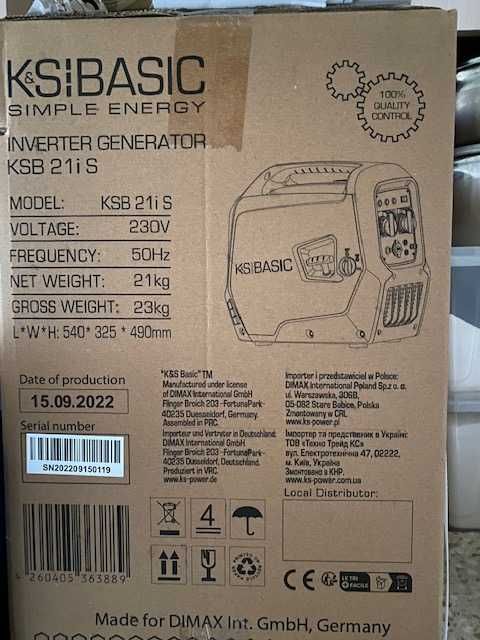 K&S BASIC
SIMPLE ENERGY
100%
QUALITY
CONTROL
INVERTER GENERATOR
KSB 21i S
MODEL: KSB 21i S
VOLTAGE: 230V
FREQUENCY: 50Hz
NET WEIGHT: 21kg
GROSS WEIGHT: 23kg
L*W*H: 540* 325 * 490mm
K&S BASIC
Date of production
15.09.2022
Serial number
SN202209150119
"K&S Basic"™
Manufactured under license
of DIMAX International GmbH
Flinger Broich 203 -FortunaPark-
40235 Duesseldorf, Germany.
Assembled in PRC.
Importeur und Vertreter in Deutschland:
DIMAX International GmbH
Flinger Broich 203 -FortunaPark-
40235 Düsseldorf, Deutschland.
Produziert in VRC.
www.ks-power.de
Importer i przedstawiciel w Polsce:
DIMAX International Poland Sp.z o. o.
ul. Warszawska, 306B,
05-082 Stare Babice, Polska
Zmontowany w CRL
www.ks-power.pl
Імпортер та представник в Україні:
ТОВ «Техно Трейд КС»
вул. Електротехнічна 47, 02222,
м. Київ, Україна
Змонтовано в КНР.
www.ks-power.com.ua
Local Distributor:
4
4 260405 363889
CE
Made for DIMAX Int. GmbH, Germany